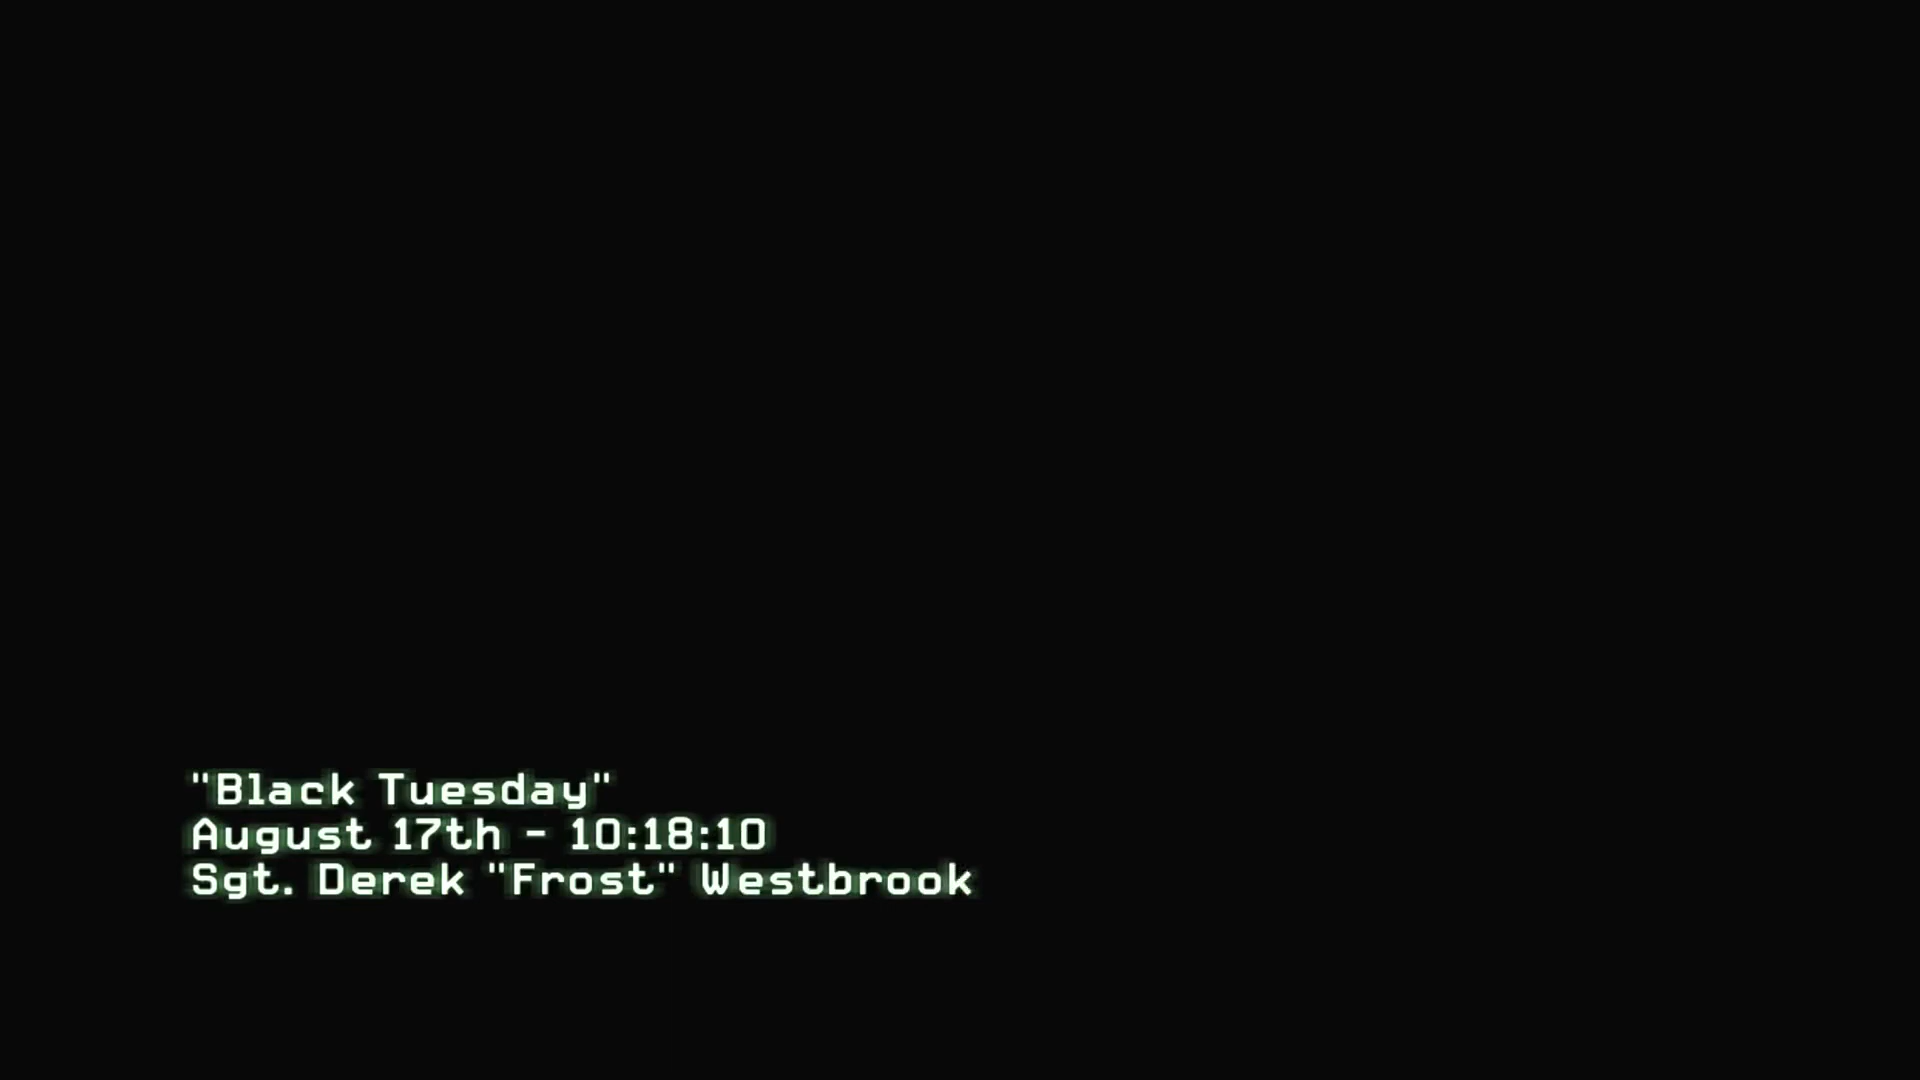 "Black Tuesday"
August 17th - 10:18:10
Sgt. Derek "Frost" Westbrook